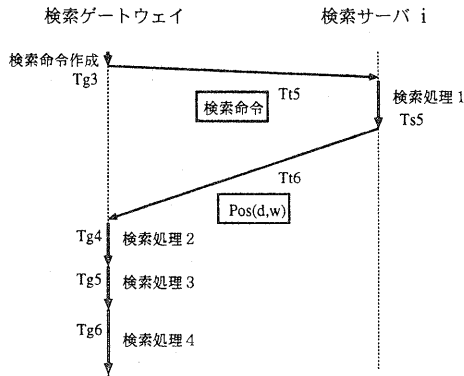 検索ゲートウェイ
検索サーバ i
検索命令作成
Tg3
Tt5
検索命令
検索処理1
Ts5
Tt6
Pos(d,w)
Tg4
検索処理2
Tg5
検索処理3
Tg6
検索処理4